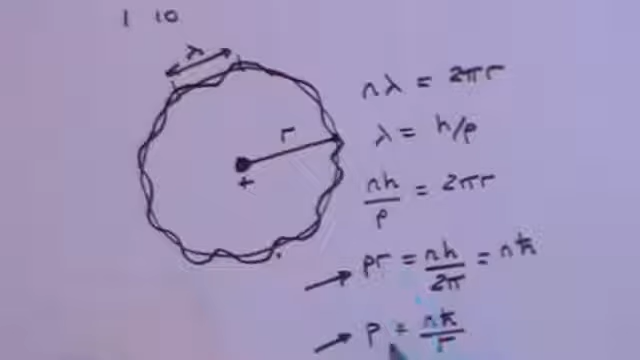 1 10
λ
r
+
nλ = 2πr
λ = h/p
nh/p = 2πr
pr = nh/2π = nħ
p = nħ/r